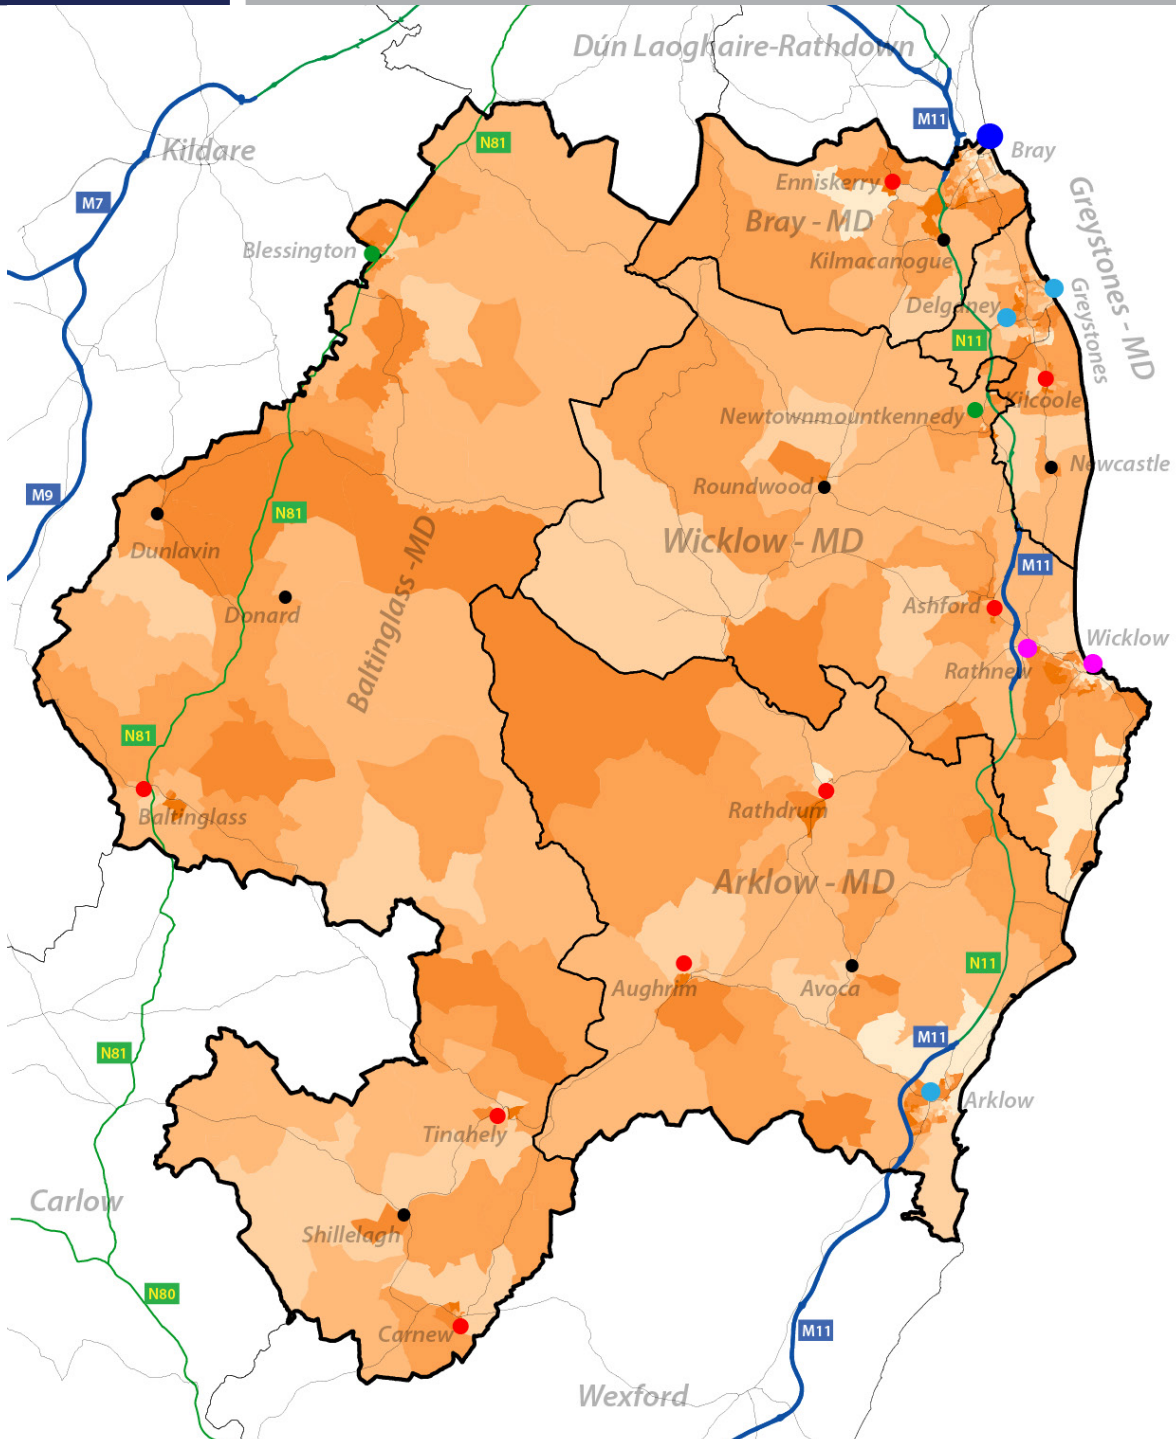 Dún Laoghaire-Rathdown
M11
N81
Kildare
Bray
Enniskerry
M7
Bray - MD
Greystones - MD
Blessington
Kilmacanogue
Delganey
Greystones
N11
Kilcoole
Newtownmountkennedy
Newcastle
Roundwood
M9
N81
Wicklow - MD
Dunlavin
Baltinglass -MD
M11
Donard
Ashford
Wicklow
Rathnew
N81
Baltinglass
Rathdrum
Arklow - MD
N11
Aughrim
Avoca
M11
N81
Arklow
Tinahely
Carlow
Shillelagh
N80
Carnew
M11
Wexford